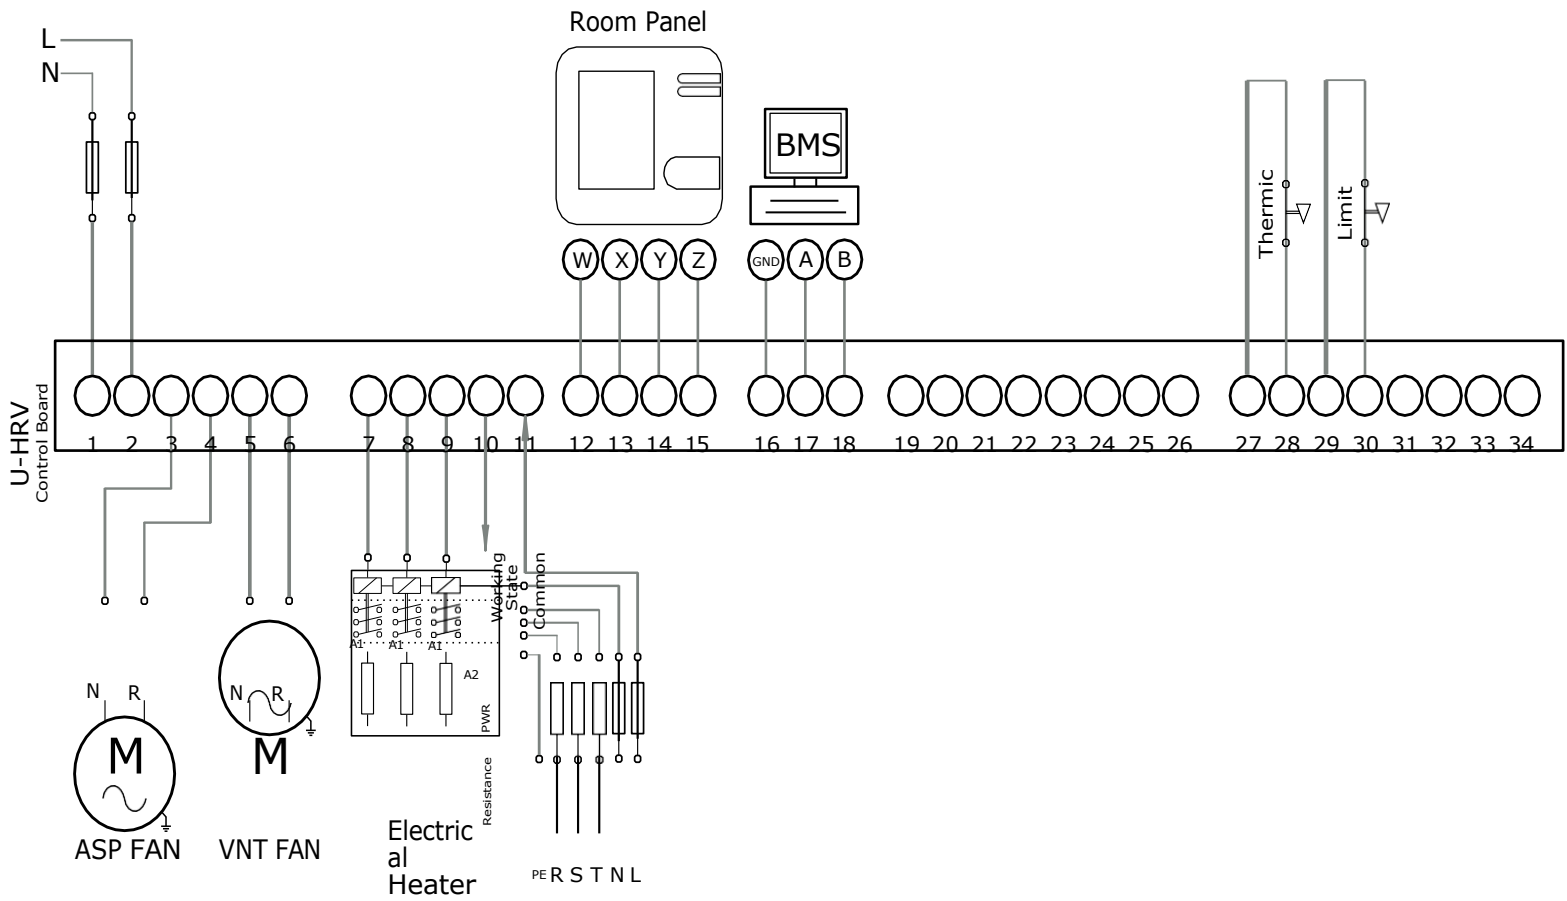 Room Panel
L
N
BMS
Thermic
Limit
W X Y Z
GND A B
U-HRV
Control Board
1 2 3 4 5 6 7 8 9 10 11 12 13 14 15 16 17 18 19 20 21 22 23 24 25 26 27 28 29 30 31 32 33 34
Working
State
Common
A1 A1 A1
A2
PWR
Resistance
N R
M
ASP FAN
N R
M
VNT FAN
Electric
al
Heater
PE R S T N L